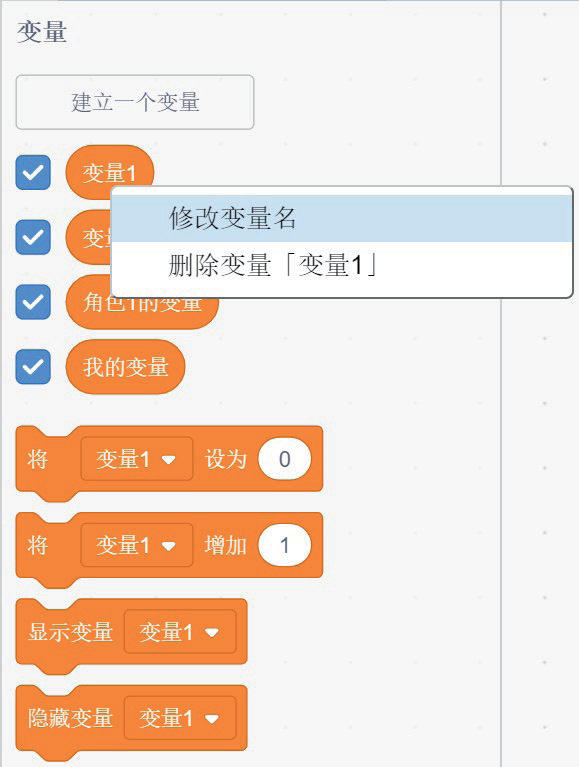 变量
建立一个变量
变量1
修改变量名
变量
删除变量「变量1」
角色1的变量
我的变量
将 变量1 设为 0
将 变量1 增加 1
显示变量 变量1
隐藏变量 变量1